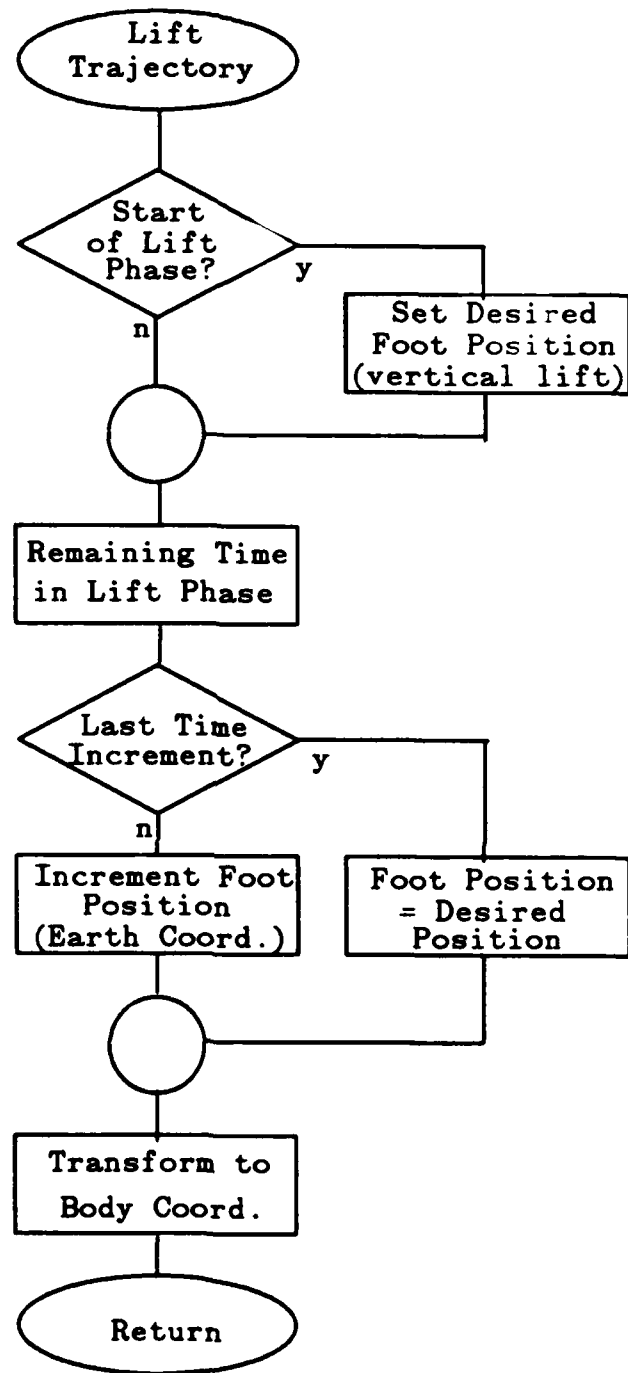 Lift
Trajectory
Start
of Lift
Phase?
y
n
Set Desired
Foot Position
(vertical lift)
Remaining Time
in Lift Phase
Last Time
Increment?
y
n
Increment Foot
Position
(Earth Coord.)
Foot Position
= Desired
Position
Transform to
Body Coord.
Return